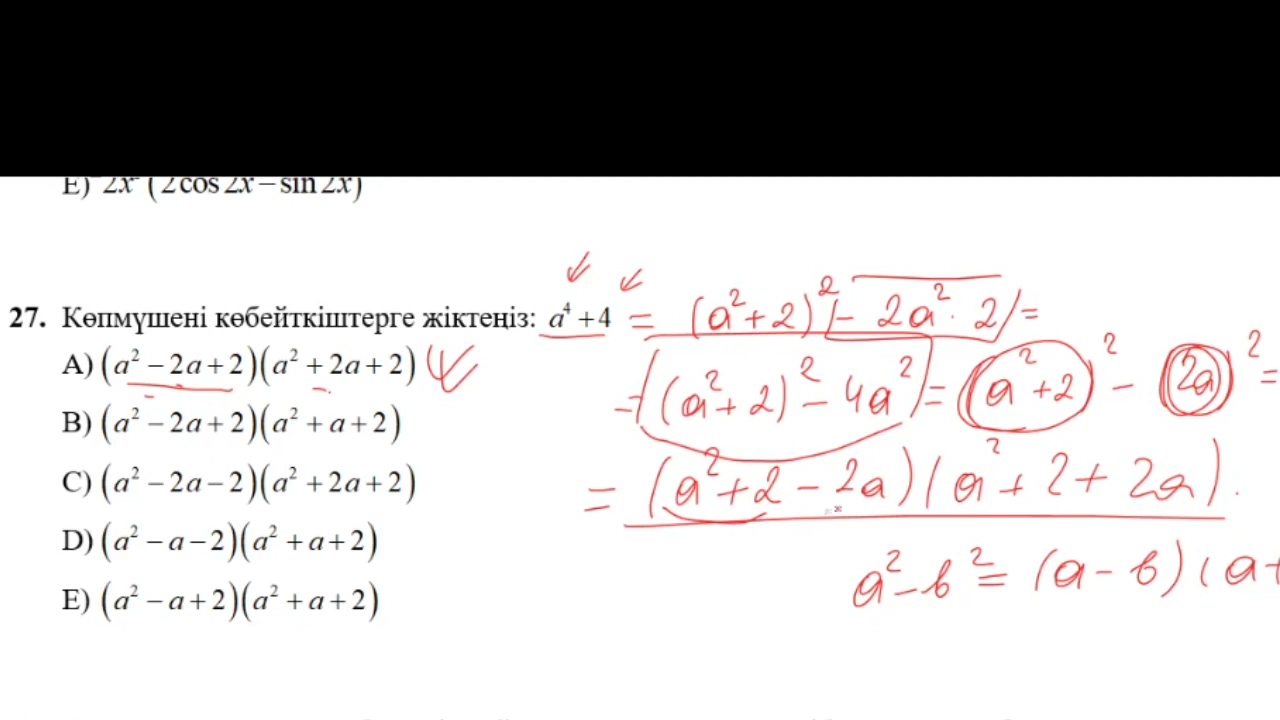 E) 2x² (2cos2x − sin2x)
27. Көпмүшені көбейткіштерге жіктеңіз: a⁴ + 4 = (a² + 2)² − 2a² · 2 =
A) (a² − 2a + 2)(a² + 2a + 2)
= (a² + 2)² − 4a² = (a² + 2)² − (2a)² =
B) (a² − 2a + 2)(a² + a + 2)
C) (a² − 2a − 2)(a² + 2a + 2)
= (a² + 2 − 2a)(a² + 2 + 2a).
D) (a² − a − 2)(a² + a + 2)
a² − b² = (a − b)(a+
E) (a² − a + 2)(a² + a + 2)